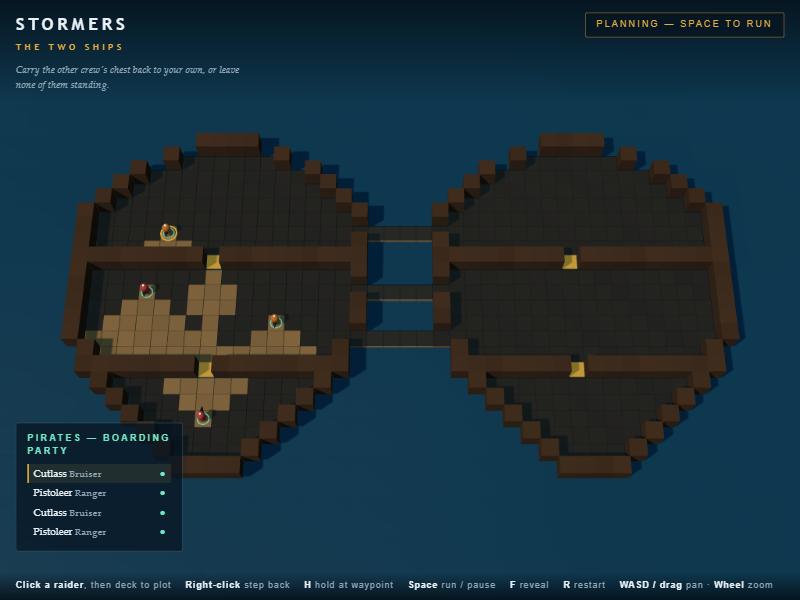 STORMERS
PLANNING — SPACE TO RUN
THE TWO SHIPS
Carry the other crew's chest back to your own, or leave
none of them standing.
PIRATES — BOARDING
PARTY
Cutlass Bruiser
Pistoleer Ranger
Cutlass Bruiser
Pistoleer Ranger
Click a raider, then deck to plot Right-click step back H hold at waypoint Space run / pause F reveal R restart WASD / drag pan · Wheel zoom